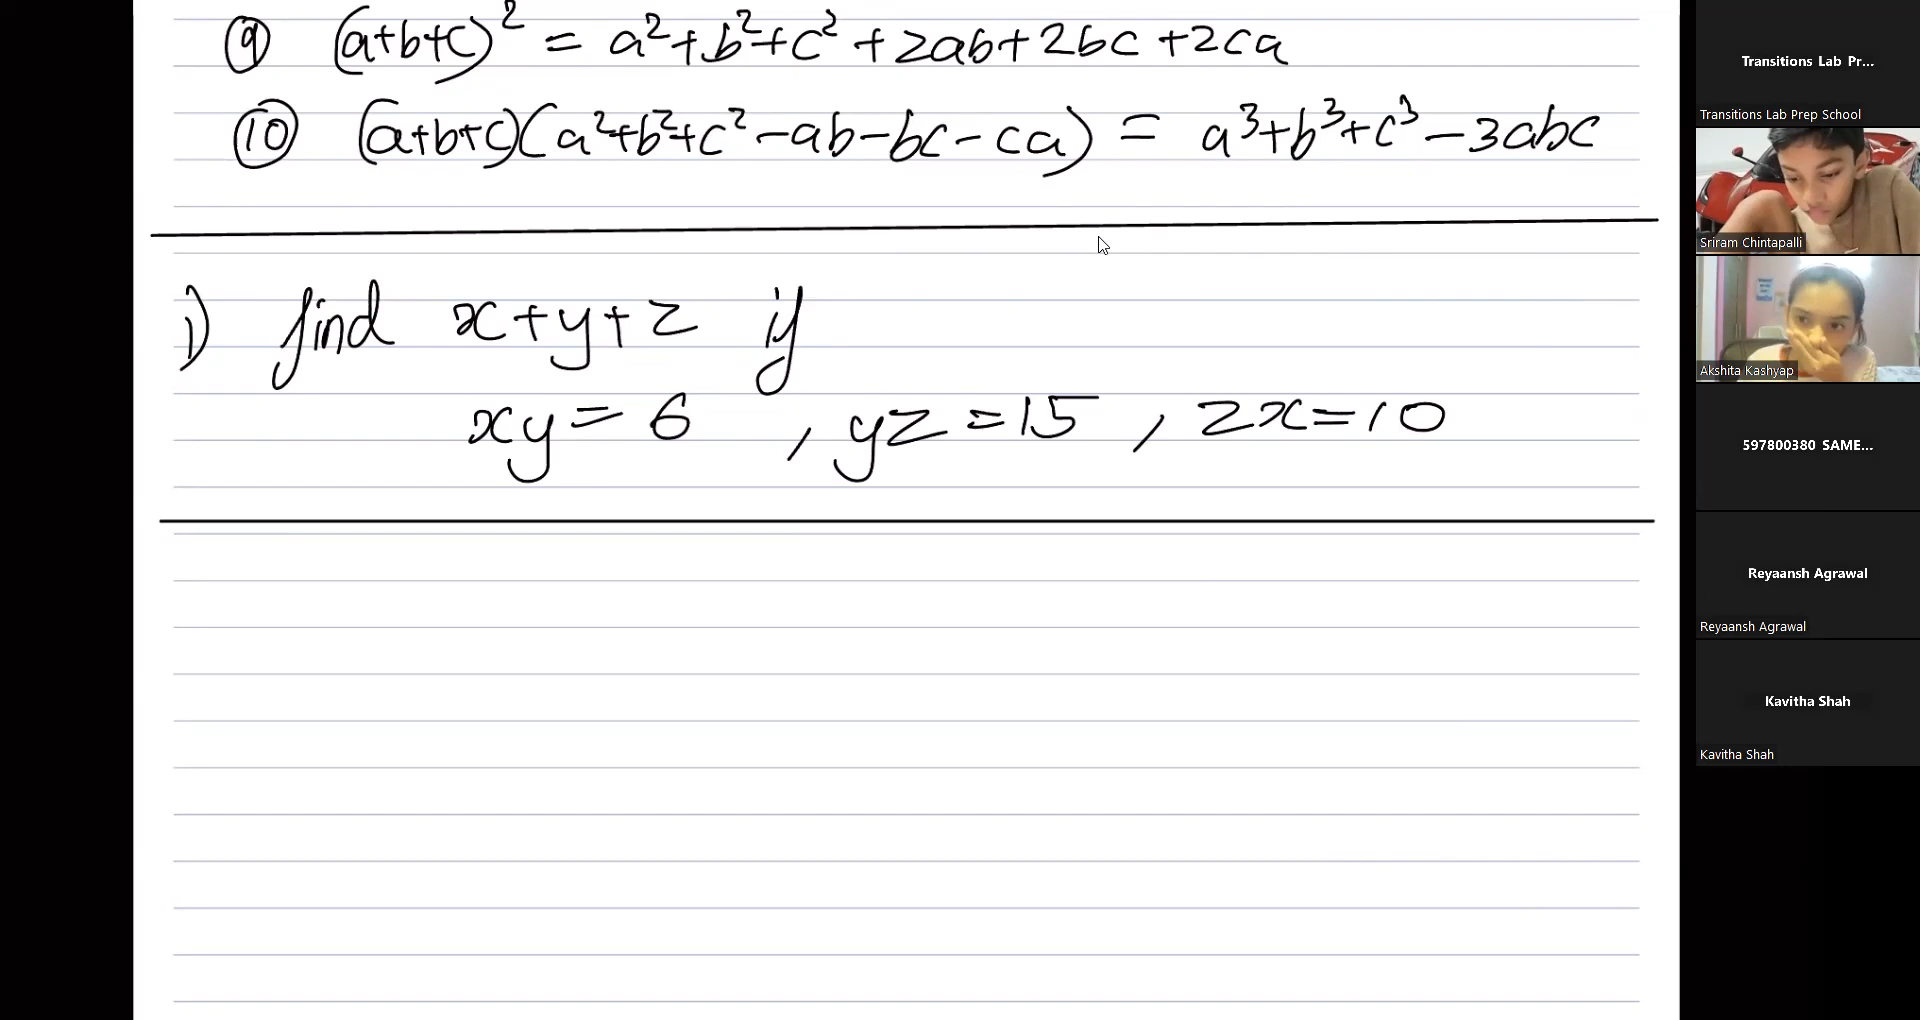 ⑨ (a+b+c)² = a²+b²+c² + 2ab+2bc+2ca
⑩ (a+b+c)(a²+b²+c²-ab-bc-ca) = a³+b³+c³-3abc
1) find x+y+z if
xy=6 , yz=15 , zx=10
Transitions Lab Pr...
Transitions Lab Prep School
Sriram Chintapalli
Akshita Kashyap
597800380 SAME...
Reyaansh Agrawal
Reyaansh Agrawal
Kavitha Shah
Kavitha Shah